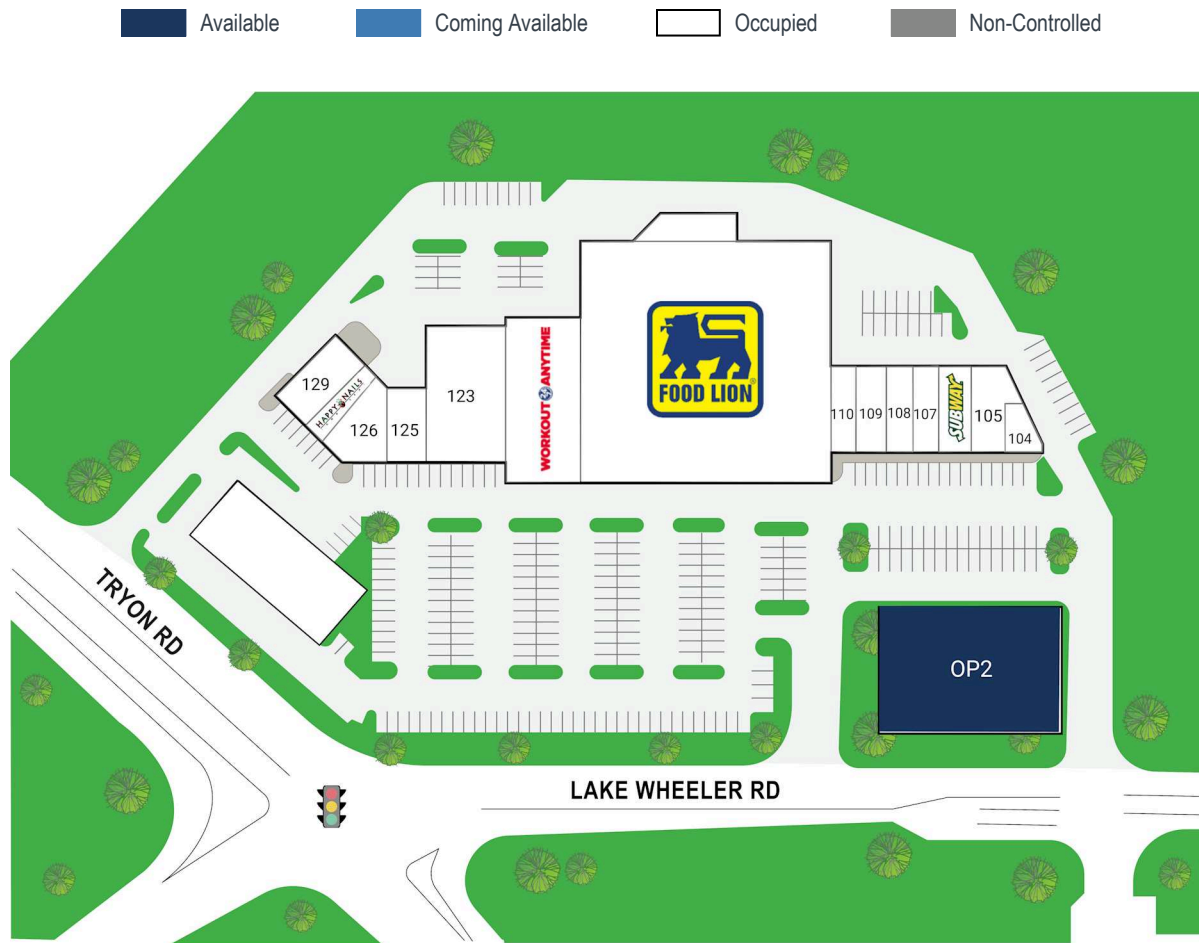 Available
Coming Available
Occupied
Non-Controlled
129
HAPPY NAILS
126
125
123
WORKOUT ANYTIME
FOOD LION
110
109
108
107
SUBWAY
105
104
OP2
TRYON RD
LAKE WHEELER RD